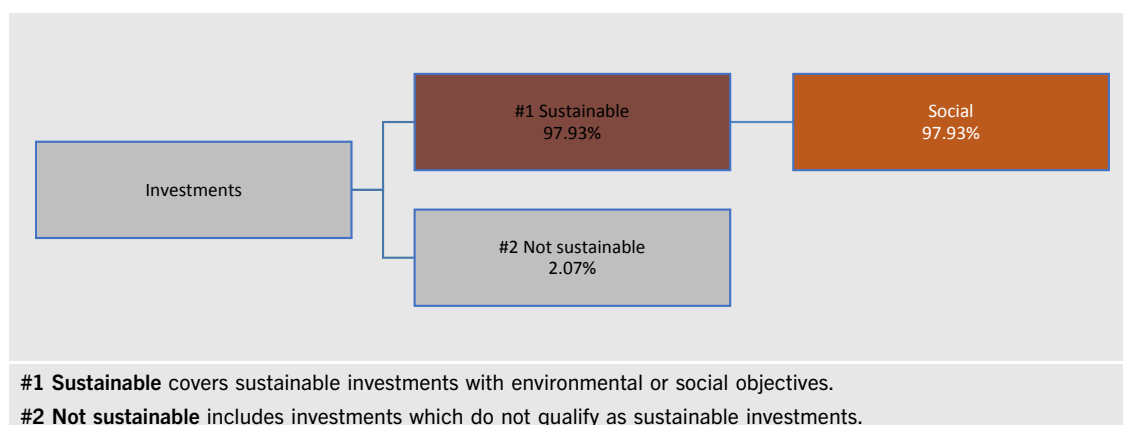 #1 Sustainable
97.93%
Social
97.93%
Investments
#2 Not sustainable
2.07%
#1 Sustainable covers sustainable investments with environmental or social objectives.
#2 Not sustainable includes investments which do not qualify as sustainable investments.